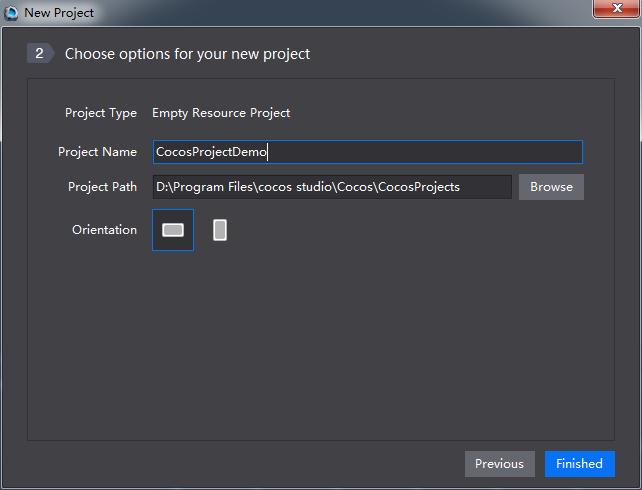 New Project
2 Choose options for your new project
Project Type Empty Resource Project
Project Name CocosProjectDemo
Project Path D:\Program Files\cocos studio\Cocos\CocosProjects Browse
Orientation
Previous Finished